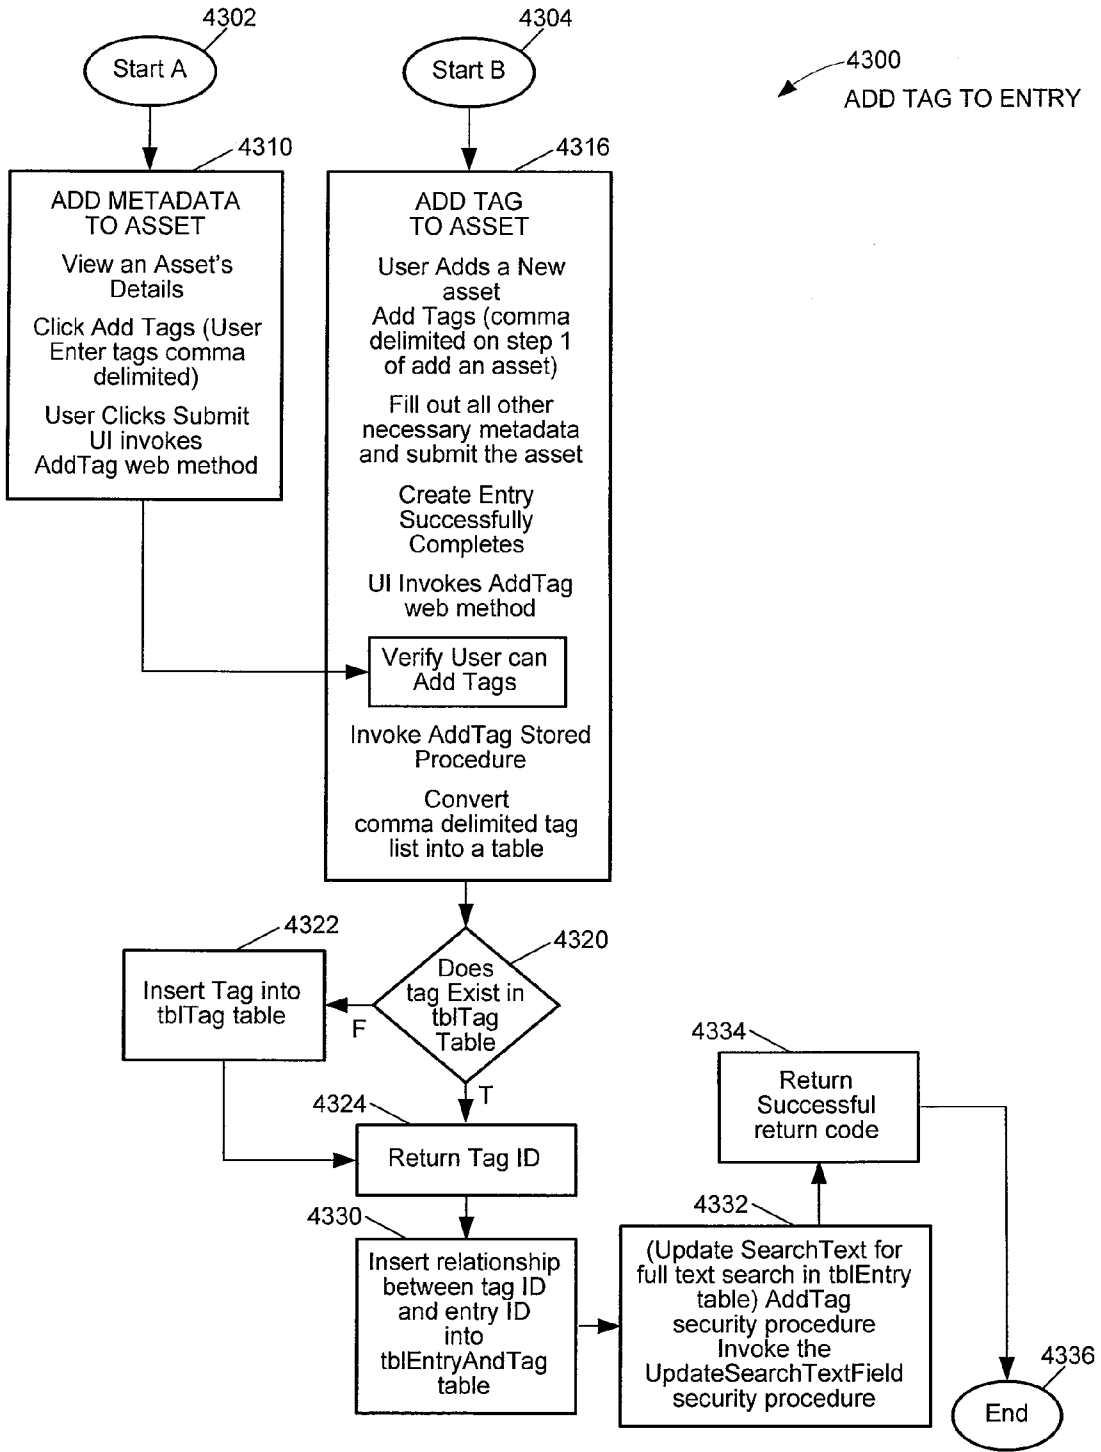 4302
Start A
4304
Start B
4300
ADD TAG TO ENTRY
4310
ADD METADATA
TO ASSET
View an Asset's
Details
Click Add Tags (User
Enter tags comma
delimited)
User Clicks Submit
UI invokes
AddTag web method
4316
ADD TAG
TO ASSET
User Adds a New
asset
Add Tags (comma
delimited on step 1
of add an asset)
Fill out all other
necessary metadata
and submit the asset
Create Entry
Successfully
Completes
UI Invokes AddTag
web method
Verify User can
Add Tags
Invoke AddTag Stored
Procedure
Convert
comma delimited tag
list into a table
4320
Does
tag Exist in
tblTag
Table
F
T
4322
Insert Tag into
tblTag table
4324
Return Tag ID
4330
Insert relationship
between tag ID
and entry ID
into
tblEntryAndTag
table
4332
(Update SearchText for
full text search in tblEntry
table) AddTag
security procedure
Invoke the
UpdateSearchTextField
security procedure
4334
Return
Successful
return code
4336
End